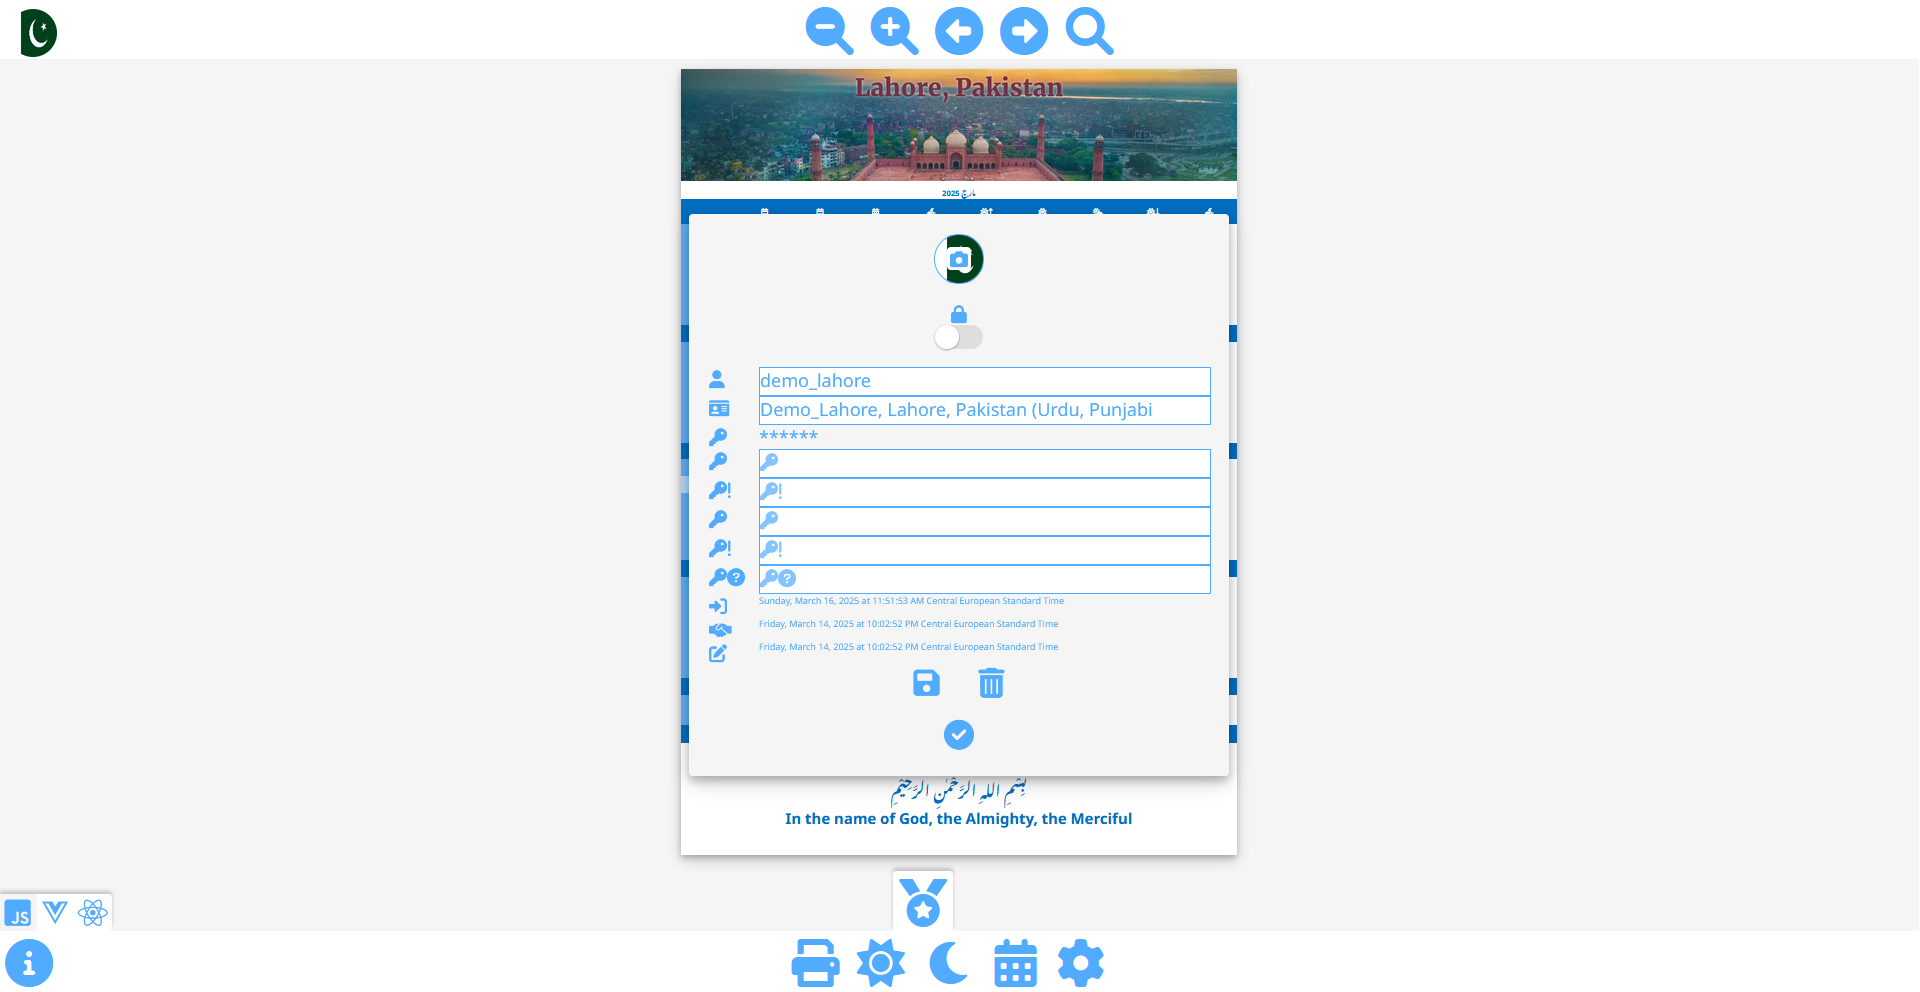 Lahore, Pakistan
مارچ 2025
demo_lahore
Demo_Lahore, Lahore, Pakistan (Urdu, Punjabi
******
Sunday, March 16, 2025 at 11:51:53 AM Central European Standard Time
Friday, March 14, 2025 at 10:02:52 PM Central European Standard Time
Friday, March 14, 2025 at 10:02:52 PM Central European Standard Time
بِسْمِ اللهِ الرَّحْمٰنِ الرَّحِيْمِ
In the name of God, the Almighty, the Merciful
JS